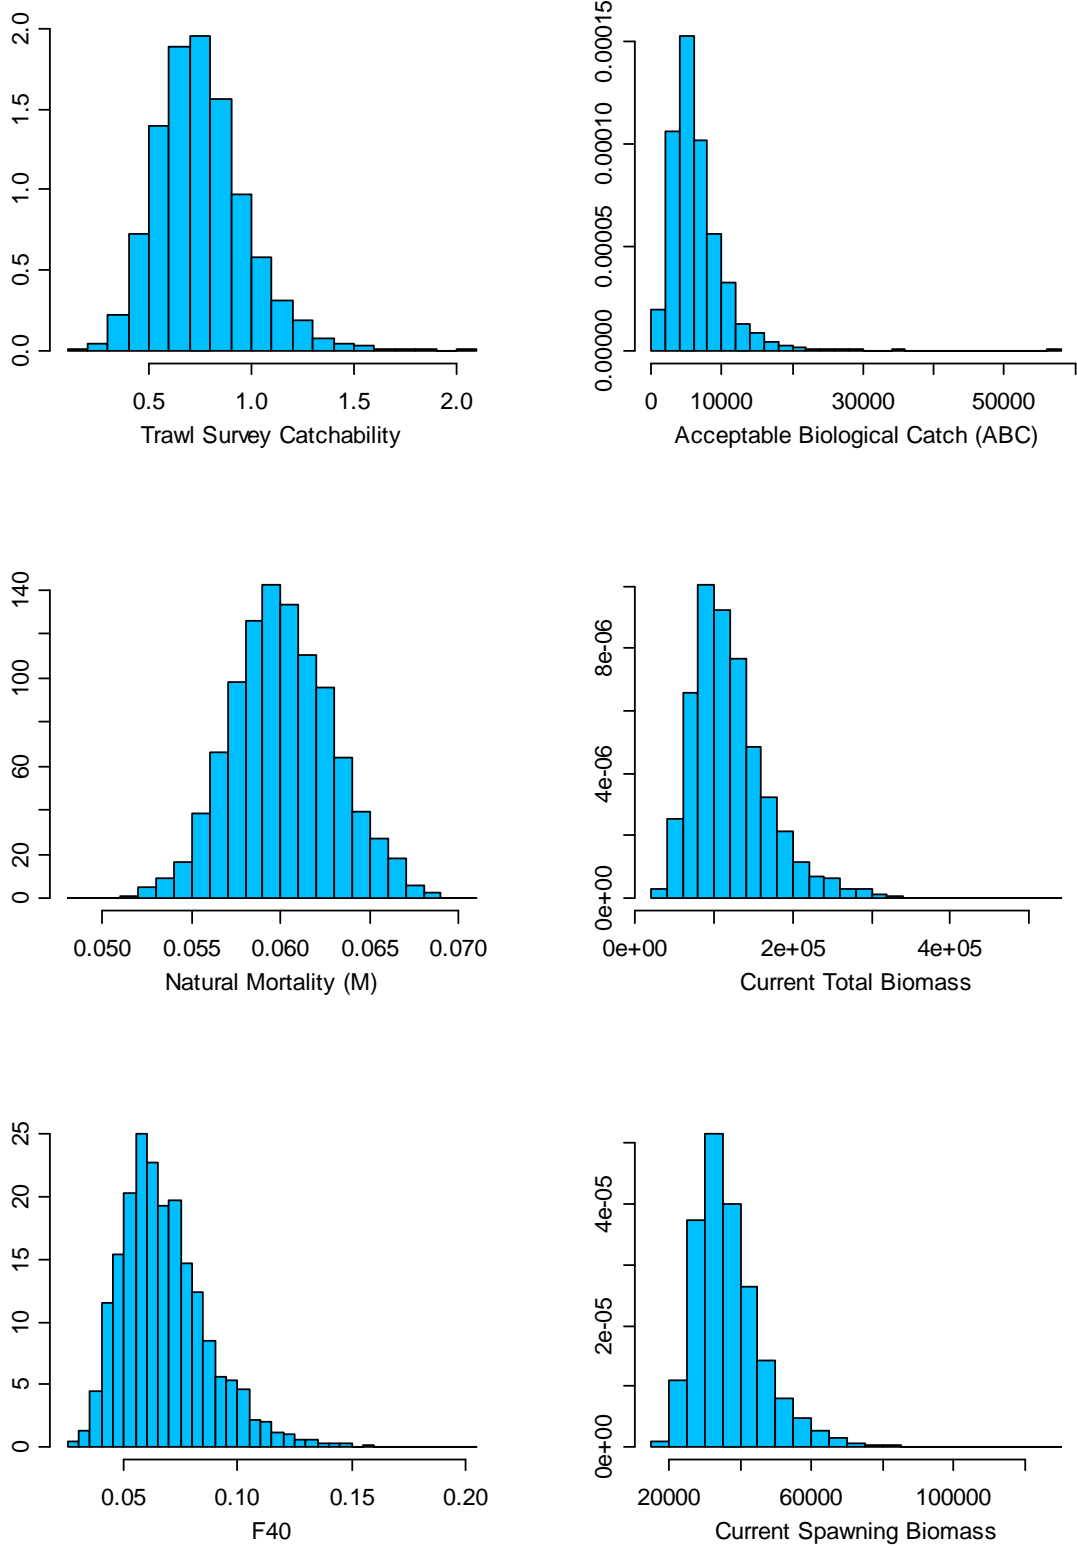 0.0 0.5 1.0 1.5 2.0
0.5 1.0 1.5 2.0
Trawl Survey Catchability
0.00000 0.00005 0.00010 0.00015
0 10000 30000 50000
Acceptable Biological Catch (ABC)
0 20 60 100 140
0.050 0.055 0.060 0.065 0.070
Natural Mortality (M)
0e+00 4e-06 8e-06
0e+00 2e+05 4e+05
Current Total Biomass
0 5 10 15 20 25
0.05 0.10 0.15 0.20
F40
0e+00 2e-05 4e-05
20000 60000 100000
Current Spawning Biomass